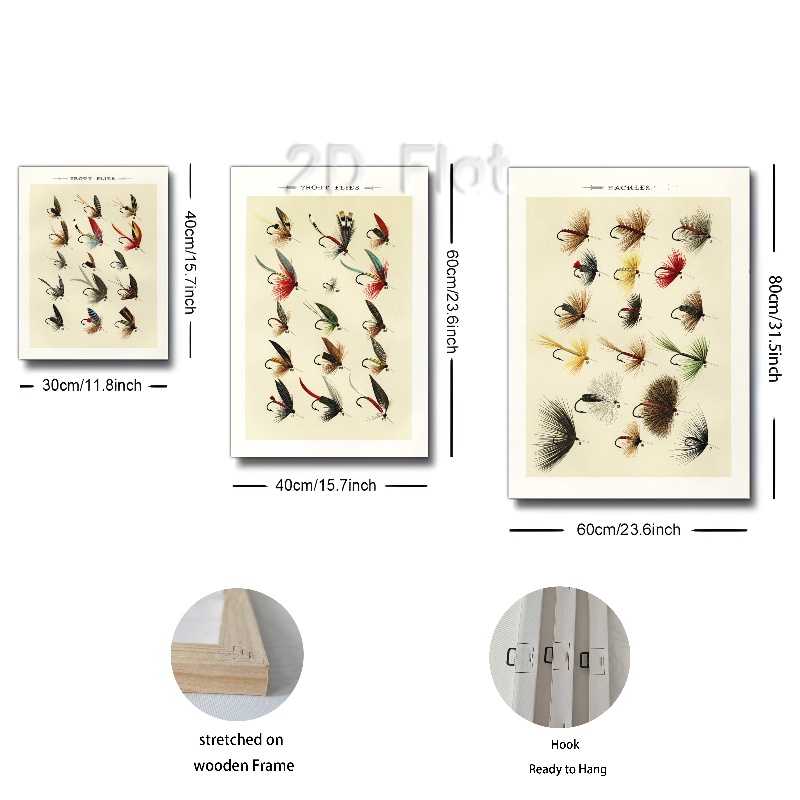 2D Flat
TROUT FLIES
TROUT FLIES
HACKLES.
40cm/15.7inch
60cm/23.6inch
80cm/31.5inch
30cm/11.8inch
40cm/15.7inch
60cm/23.6inch
stretched on
wooden Frame
Hook
Ready to Hang